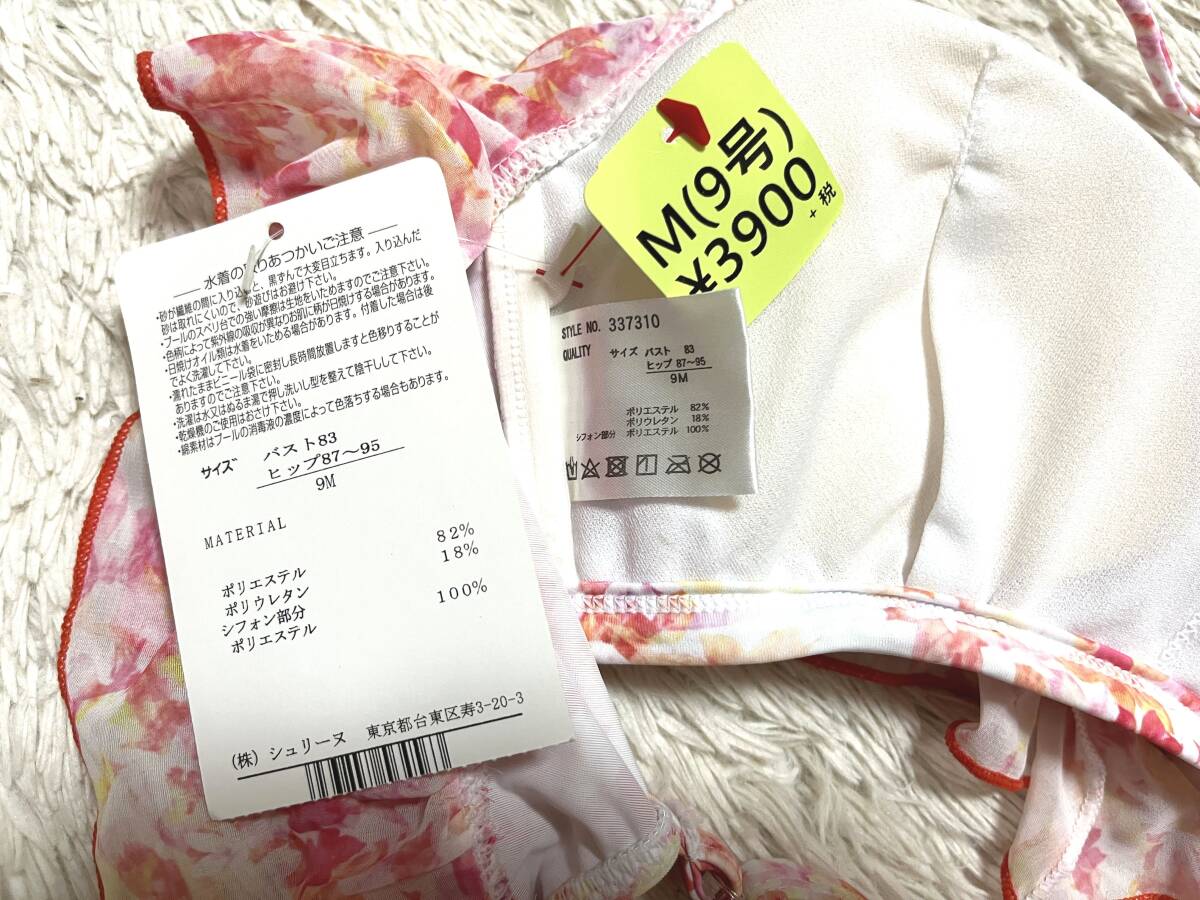 水着の取りあつかいご注意
・砂が繊維の間に入り込むと、黒ずんで大変目立ちます。入り込んだ
砂は取れにくいので、砂遊びはお避け下さい。
・プールのスベリ台での強い摩擦は生地をいためますのでご注意下さい。
・色柄によって紫外線の吸収が異なりお肌に柄が日焼けする場合があります。
・日焼けオイル類は水着をいためる場合があります。付着した場合は後
でよく洗濯して下さい。
・濡れたままビニール袋に密封し長時間放置しますと色移りすることが
ありますのでご注意下さい。
・洗濯は水又はぬるま湯で押し洗いし型を整えて陰干しして下さい。
・乾燥機のご使用はおさけ下さい。
・綿素材はプールの消毒液の濃度によって色落ちする場合もあります。
サイズ バスト83
ヒップ87～95
9M
MATERIAL
82%
18%
100%
ポリエステル
ポリウレタン
シフォン部分
ポリエステル
(株) シュリーヌ 東京都台東区寿3-20-3
M(9号)
¥3900
+税
STYLE NO. 337310
QUALITY サイズ バスト 83
ヒップ 87～95
9M
ポリエステル 82%
ポリウレタン 18%
シフォン部分 ポリエステル 100%